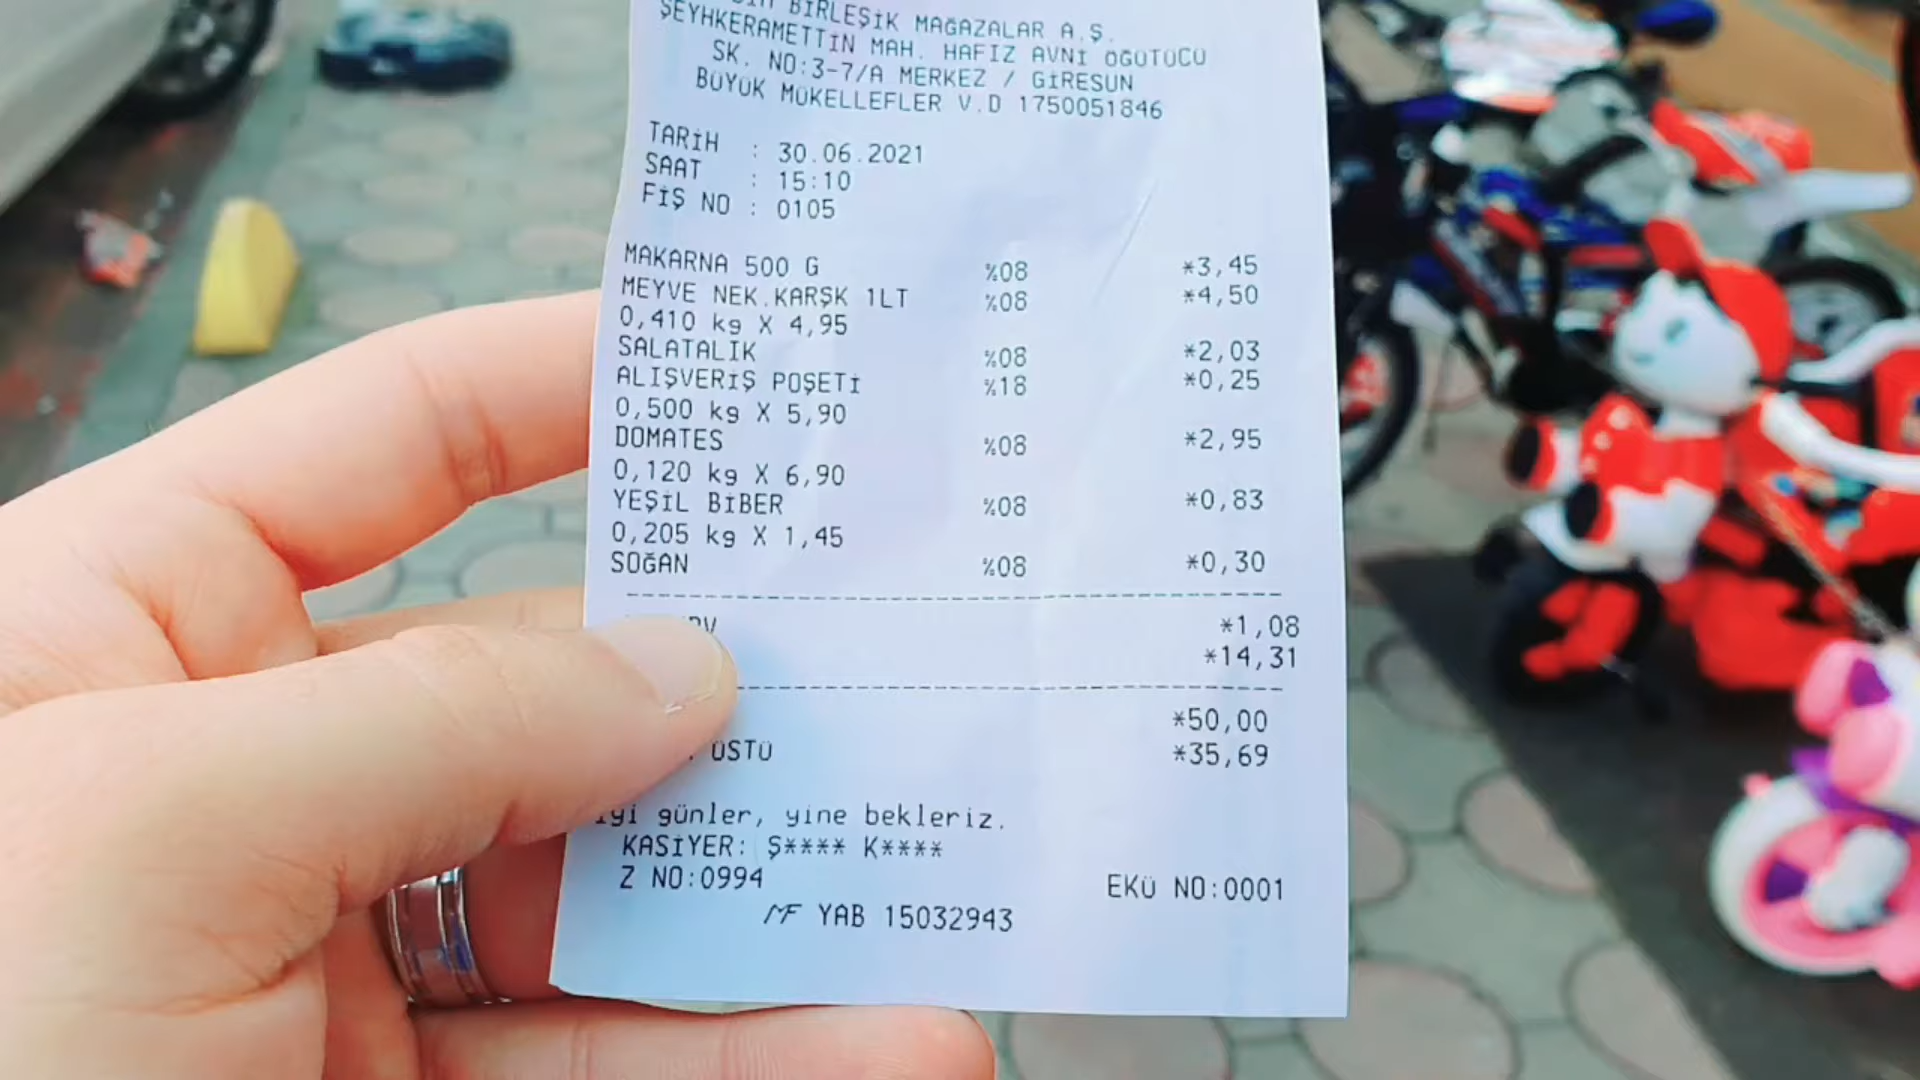 BİRLEŞİK MAĞAZALAR A.Ş.
ŞEYHKERAMETTİN MAH. HAFIZ AVNİ ÖĞÜTÜCÜ
SK. NO:3-7/A MERKEZ / GİRESUN
BÜYÜK MÜKELLEFLER V.D 1750051846
TARİH : 30.06.2021
SAAT : 15:10
FİŞ NO : 0105
MAKARNA 500 G %08 *3,45
MEYVE NEK.KARŞK 1LT %08 *4,50
0,410 kg X 4,95
SALATALIK %08 *2,03
ALIŞVERİŞ POŞETİ %18 *0,25
0,500 kg X 5,90
DOMATES %08 *2,95
0,120 kg X 6,90
YEŞİL BİBER %08 *0,83
0,205 kg X 1,45
SOĞAN %08 *0,30
*1,08
*14,31
*50,00
ÜSTÜ *35,69
İyi günler, yine bekleriz.
KASİYER: Ş**** K****
Z NO:0994 EKÜ NO:0001
MF YAB 15032943